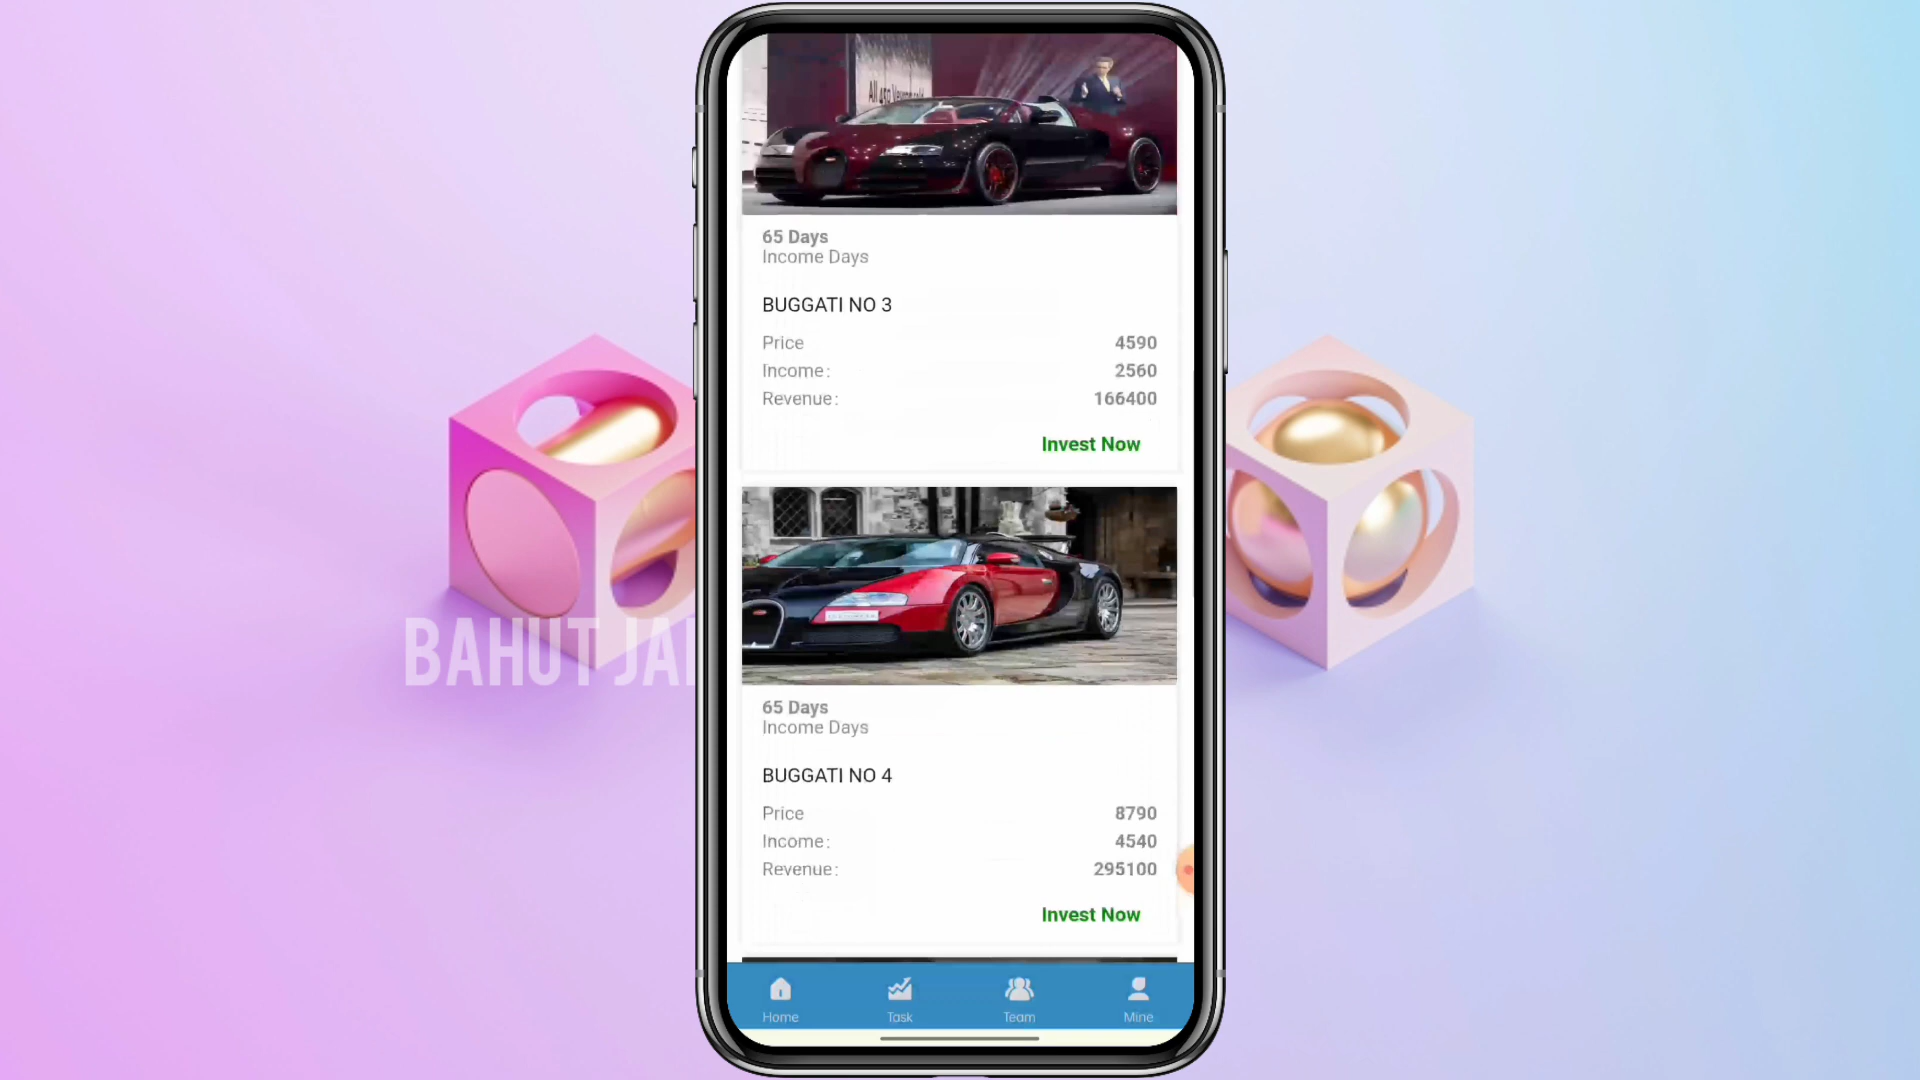 65 Days
Income Days
BUGGATI NO 3
Price 4590
Income: 2560
Revenue: 166400
Invest Now
BAHUT
65 Days
Income Days
BUGGATI NO 4
Price 8790
Income: 4540
Revenue: 295100
Invest Now
Home Task Team Mine